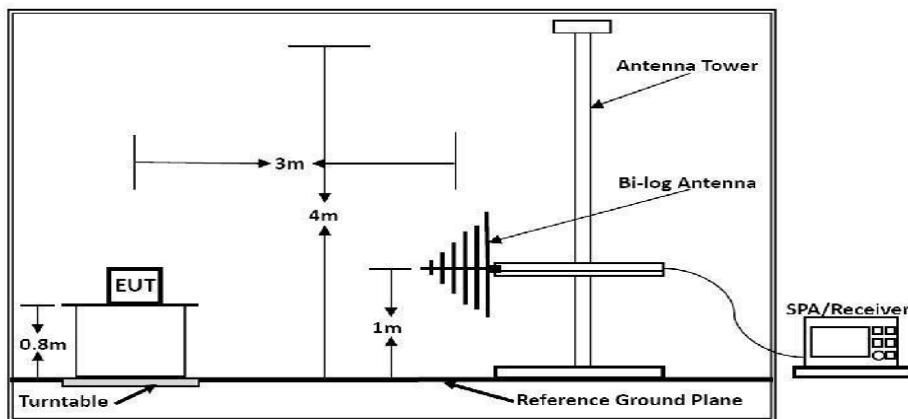 Antenna Tower
3m
Bi-log Antenna
4m
EUT
SPA/Receiver
0.8m
1m
Turntable
Reference Ground Plane